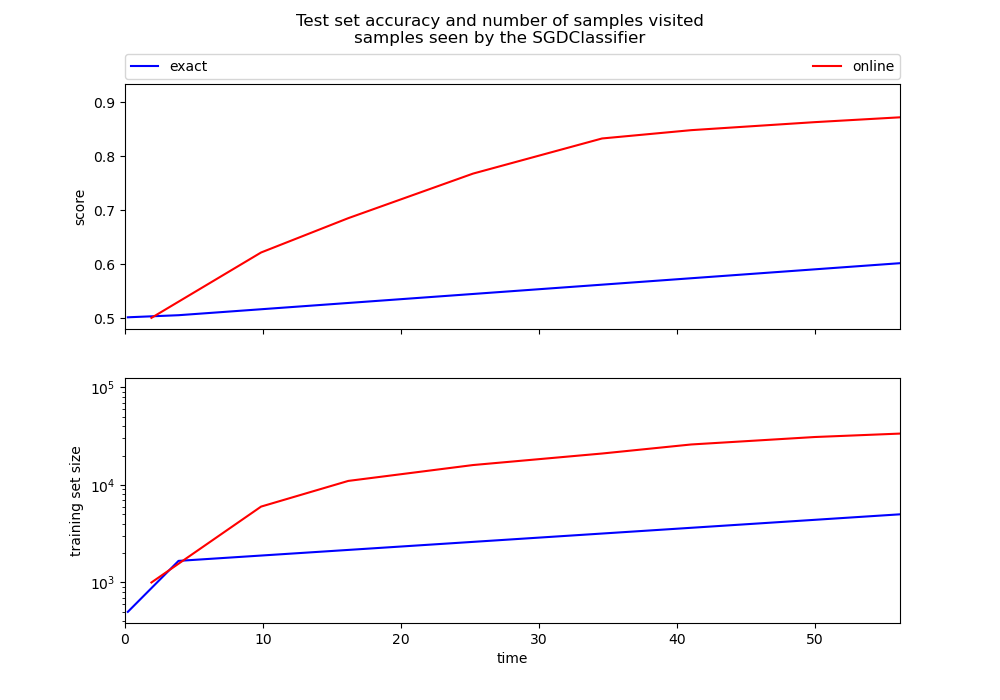 Test set accuracy and number of samples visited
samples seen by the SGDClassifier
exact online
0.9
0.8
0.7
0.6
0.5
score
10⁵
10⁴
10³
training set size
0 10 20 30 40 50
time